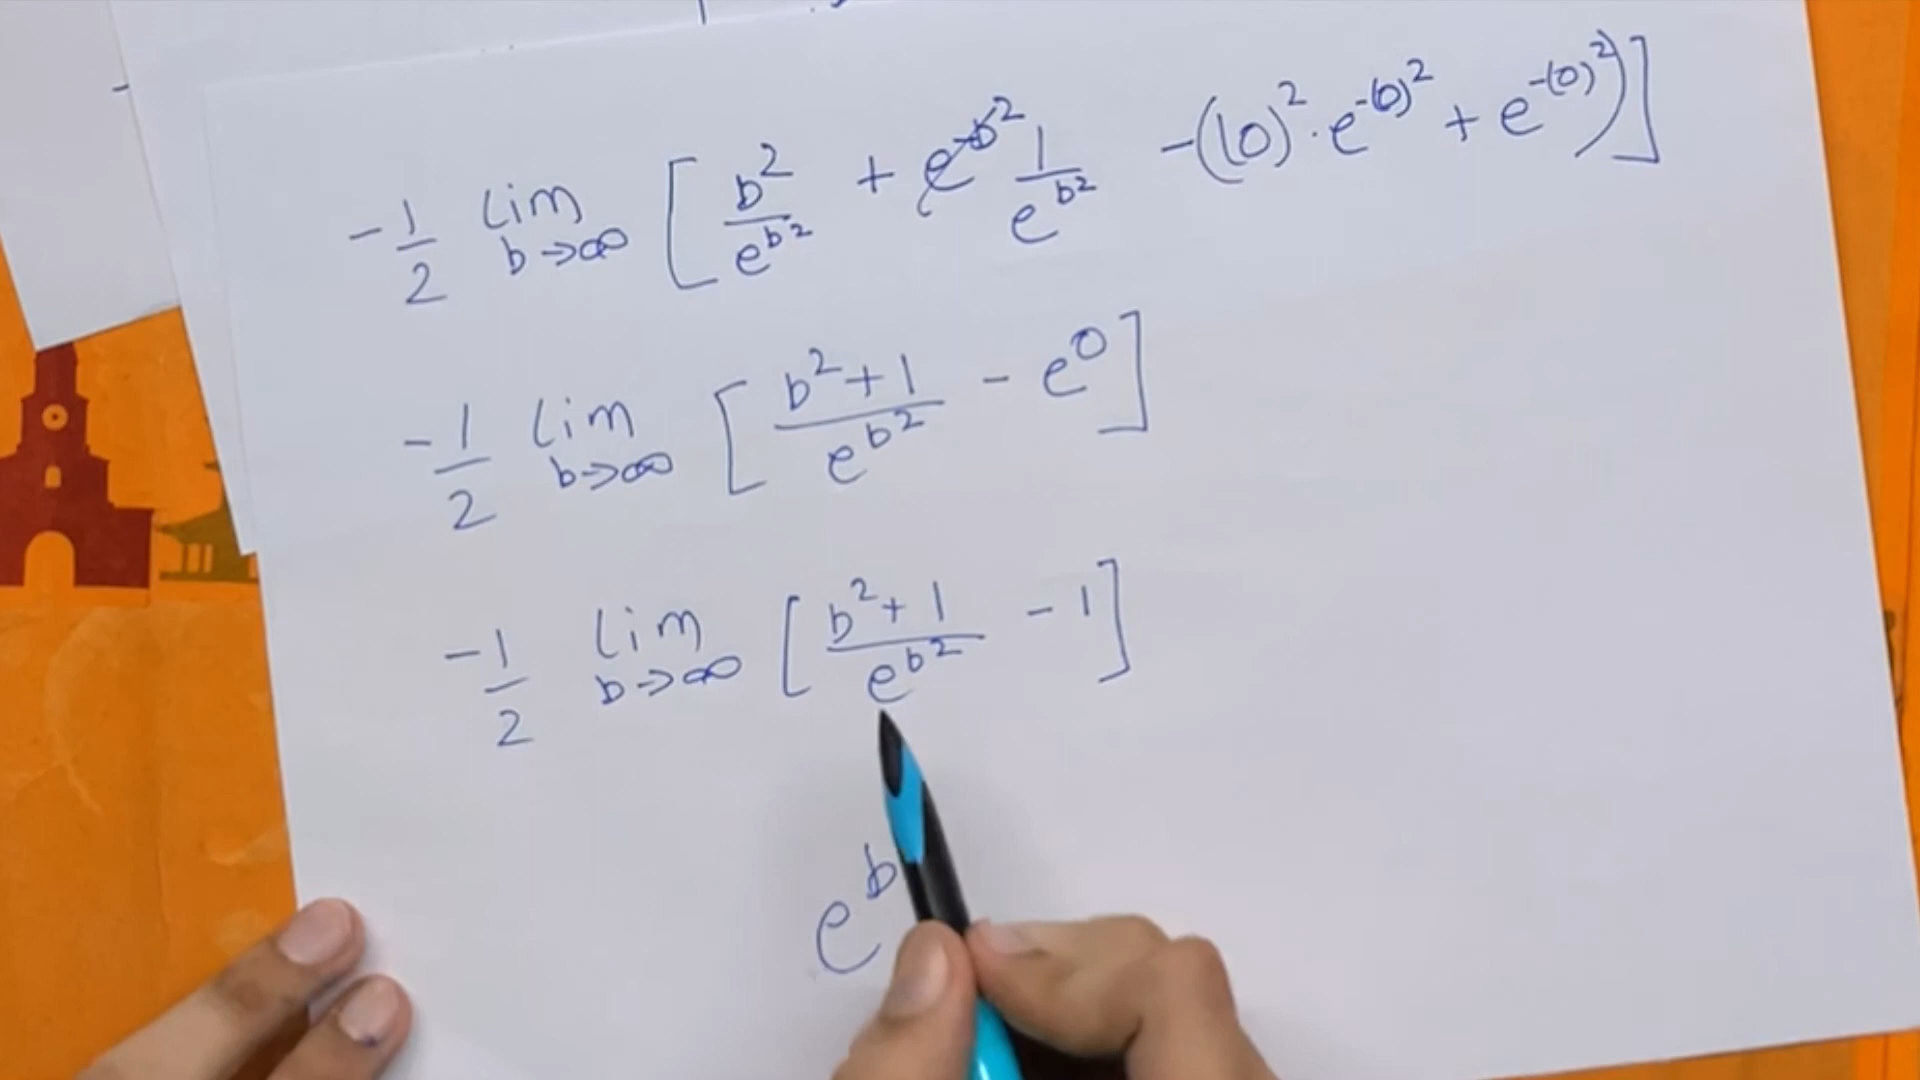 -1/2 lim b→∞ [ b²/e^b² + e^-b² 1/e^b² -((0)²·e^-(0)² + e^-(0)²)]
-1/2 lim b→∞ [ b²+1/e^b² - e⁰ ]
-1/2 lim b→∞ [ b²+1/e^b² - 1 ]
e^b